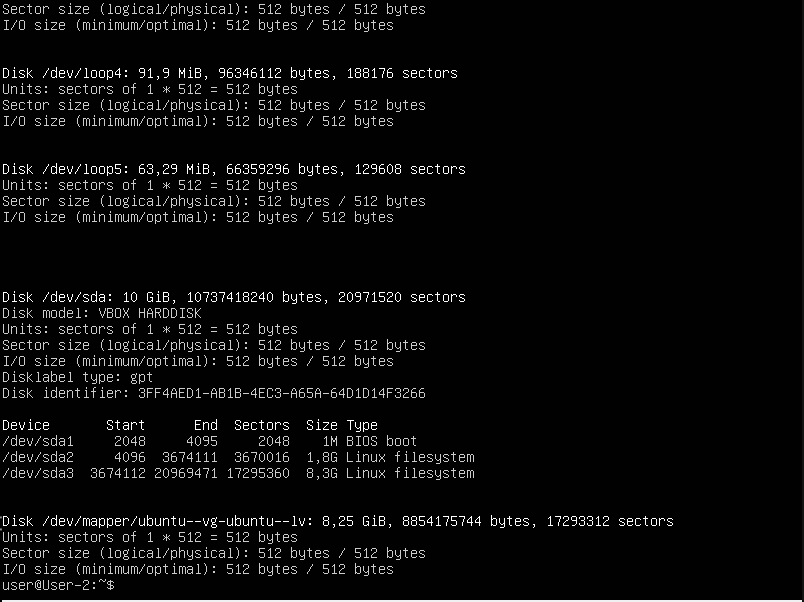 Sector size (logical/physical): 512 bytes / 512 bytes
I/O size (minimum/optimal): 512 bytes / 512 bytes
Disk /dev/loop4: 91,9 MiB, 96346112 bytes, 188176 sectors
Units: sectors of 1 * 512 = 512 bytes
Sector size (logical/physical): 512 bytes / 512 bytes
I/O size (minimum/optimal): 512 bytes / 512 bytes
Disk /dev/loop5: 63,29 MiB, 66359296 bytes, 129608 sectors
Units: sectors of 1 * 512 = 512 bytes
Sector size (logical/physical): 512 bytes / 512 bytes
I/O size (minimum/optimal): 512 bytes / 512 bytes
Disk /dev/sda: 10 GiB, 10737418240 bytes, 20971520 sectors
Disk model: VBOX HARDDISK
Units: sectors of 1 * 512 = 512 bytes
Sector size (logical/physical): 512 bytes / 512 bytes
I/O size (minimum/optimal): 512 bytes / 512 bytes
Disklabel type: gpt
Disk identifier: 3FF4AED1-AB1B-4EC3-A65A-64D1D14F3266
Device       Start      End  Sectors  Size Type
/dev/sda1     2048     4095     2048    1M BIOS boot
/dev/sda2     4096  3674111  3670016  1,8G Linux filesystem
/dev/sda3  3674112 20969471 17295360  8,3G Linux filesystem
Disk /dev/mapper/ubuntu--vg-ubuntu--lv: 8,25 GiB, 8854175744 bytes, 17293312 sectors
Units: sectors of 1 * 512 = 512 bytes
Sector size (logical/physical): 512 bytes / 512 bytes
I/O size (minimum/optimal): 512 bytes / 512 bytes
user@User-2:~$